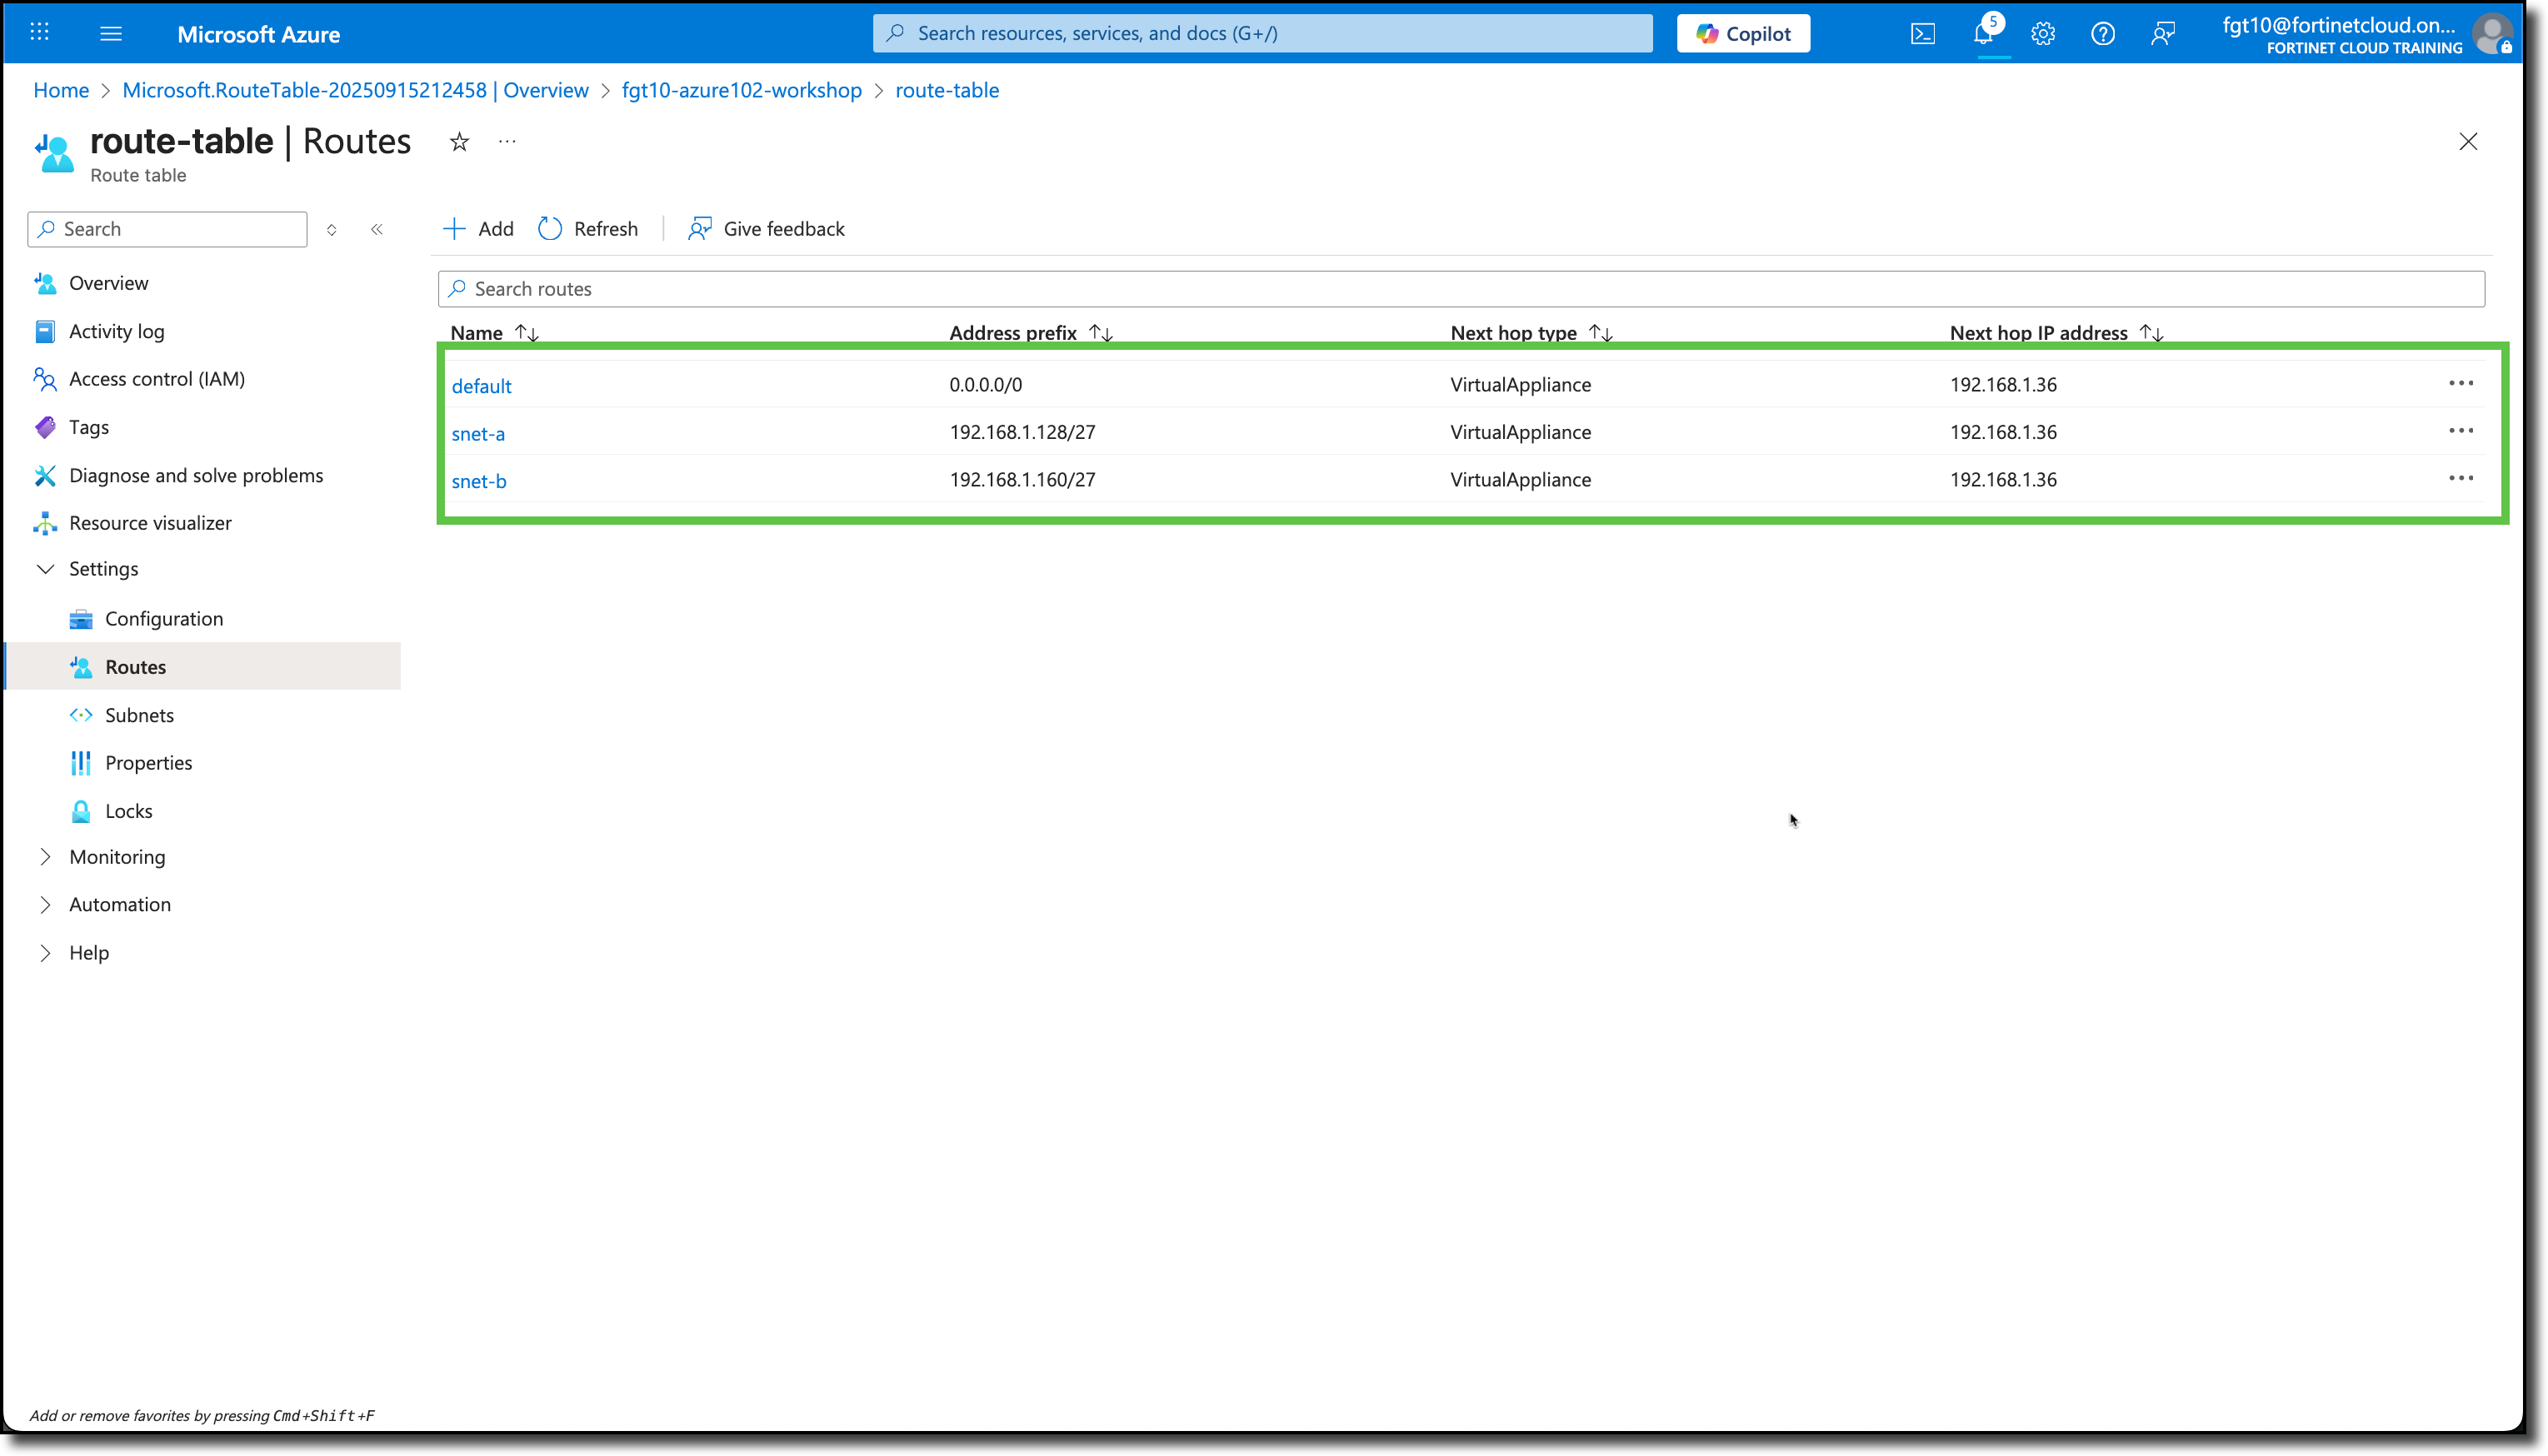 Microsoft Azure
Search resources, services, and docs (G+/)
Copilot
5
fgt10@fortinetcloud.on...
FORTINET CLOUD TRAINING
Home > Microsoft.RouteTable-20250915212458 | Overview > fgt10-azure102-workshop > route-table
route-table | Routes
Route table
Search
Add
Refresh
Give feedback
Overview
Activity log
Access control (IAM)
Tags
Diagnose and solve problems
Resource visualizer
Settings
Configuration
Routes
Subnets
Properties
Locks
Monitoring
Automation
Help
Search routes
Name Address prefix Next hop type Next hop IP address
default 0.0.0.0/0 VirtualAppliance 192.168.1.36
snet-a 192.168.1.128/27 VirtualAppliance 192.168.1.36
snet-b 192.168.1.160/27 VirtualAppliance 192.168.1.36
Add or remove favorites by pressing Cmd+Shift+F